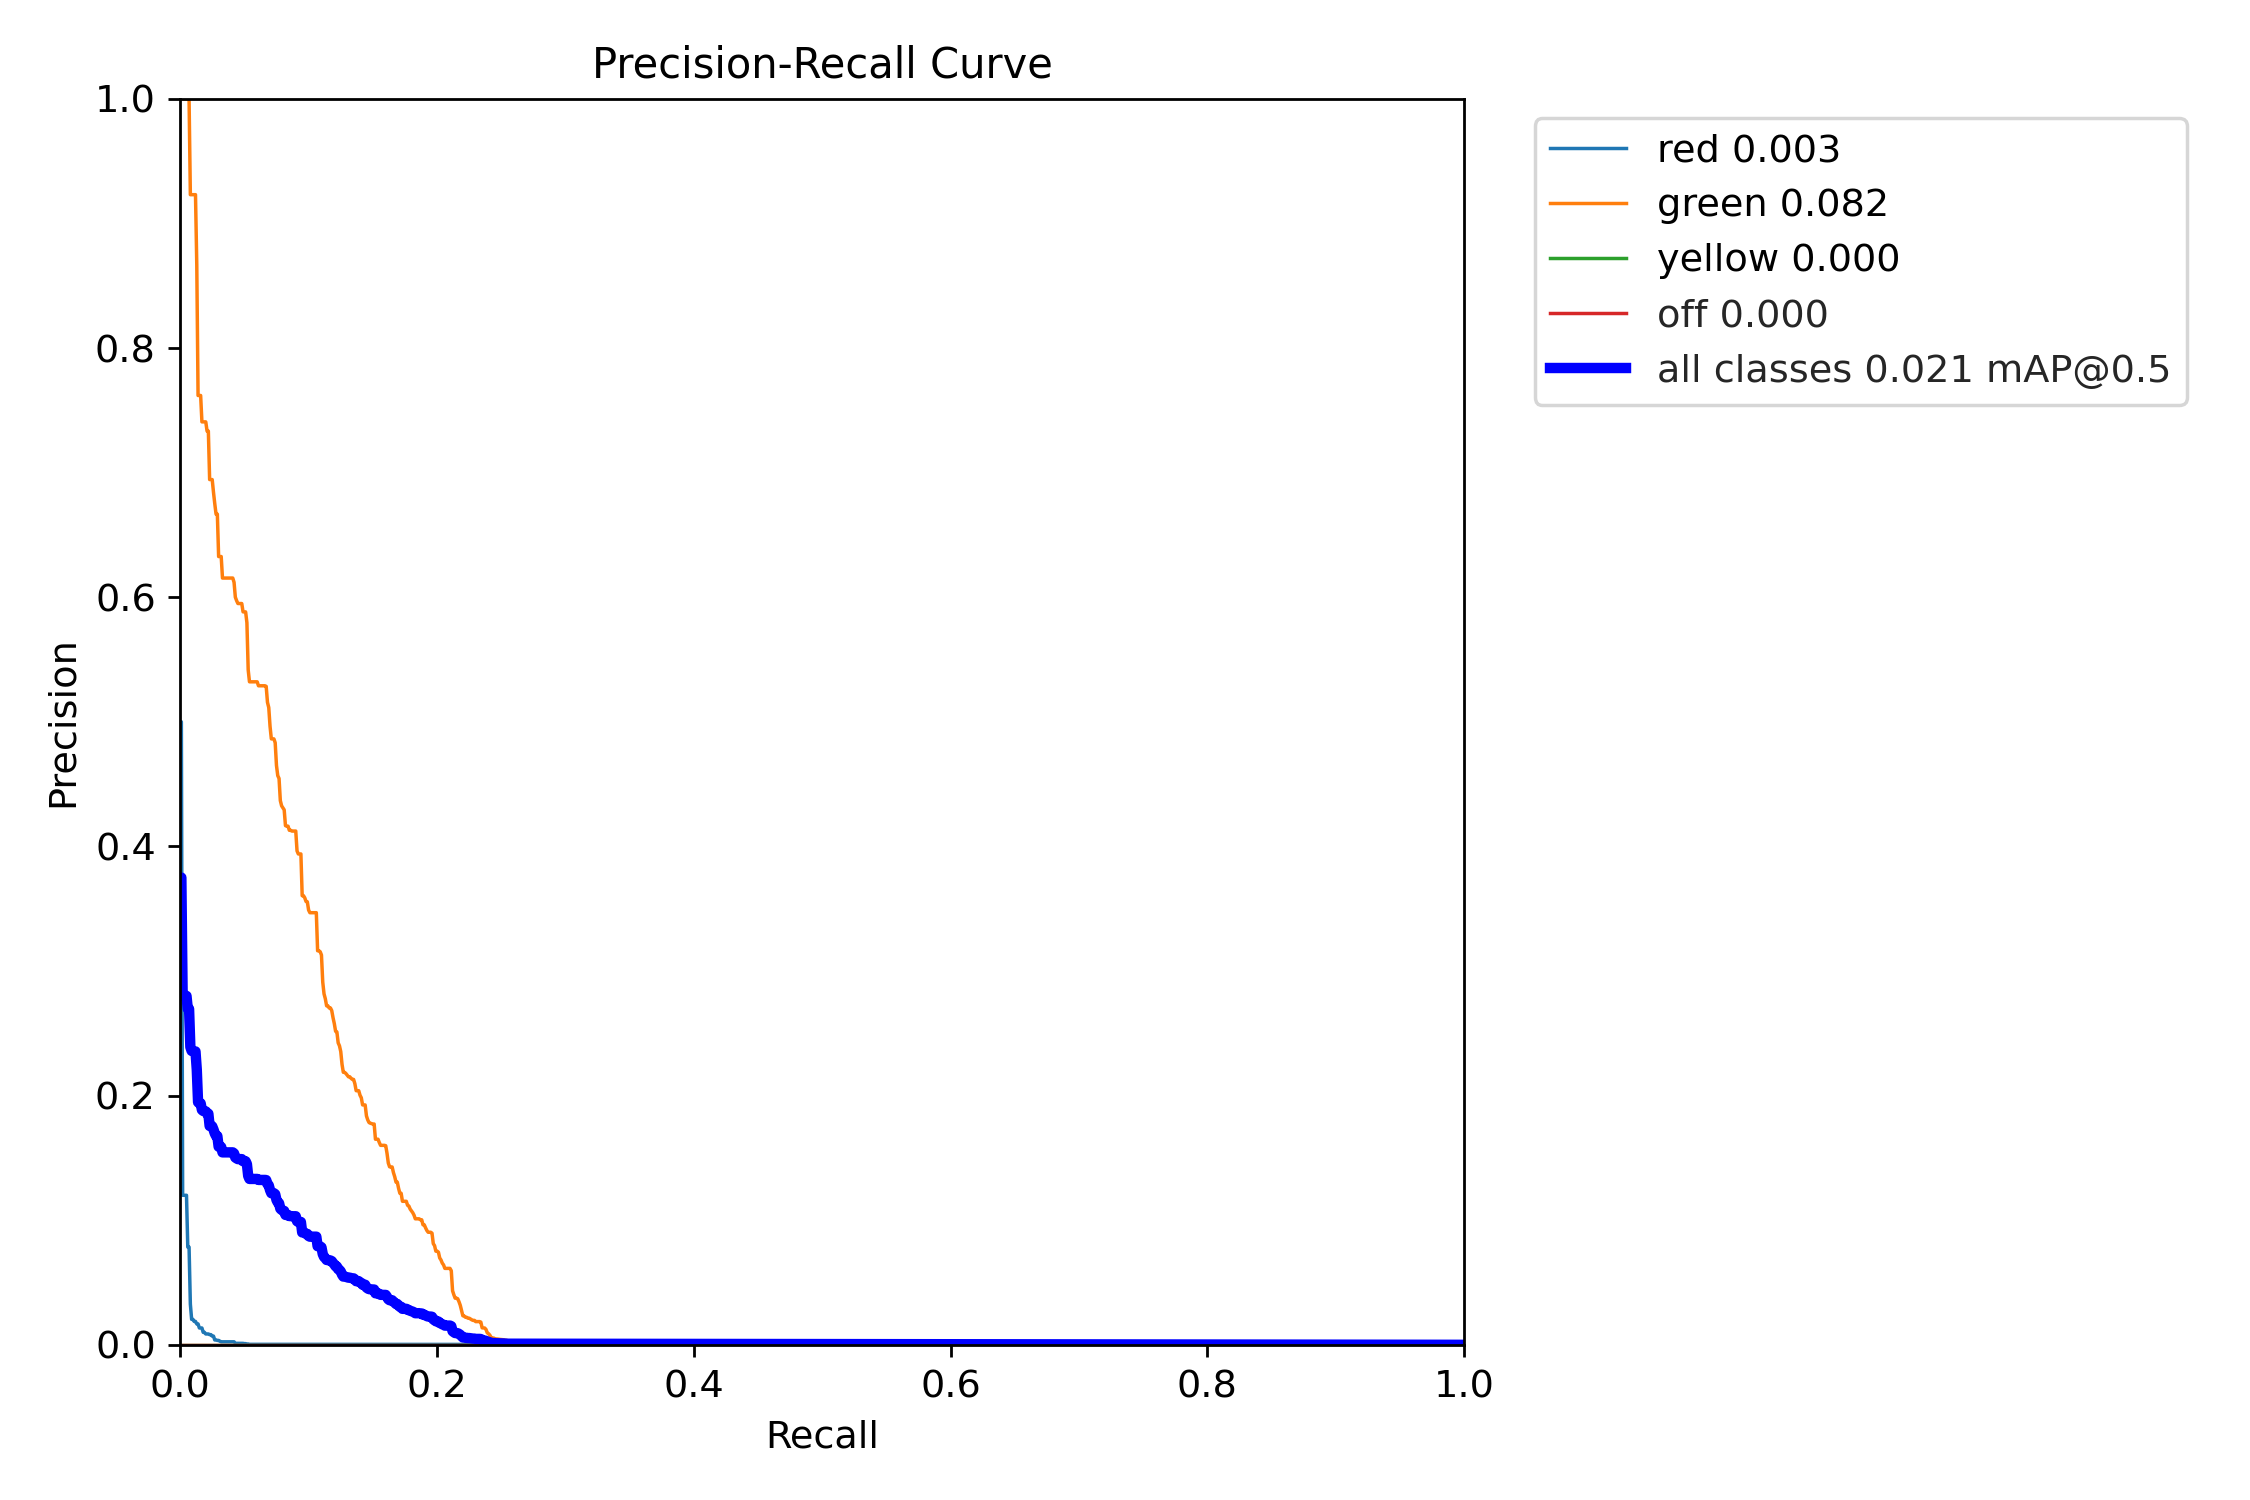 Precision-Recall Curve
1.0
0.8
0.6
0.4
0.2
0.0
Precision
0.0 0.2 0.4 0.6 0.8 1.0
Recall
red 0.003
green 0.082
yellow 0.000
off 0.000
all classes 0.021 mAP@0.5